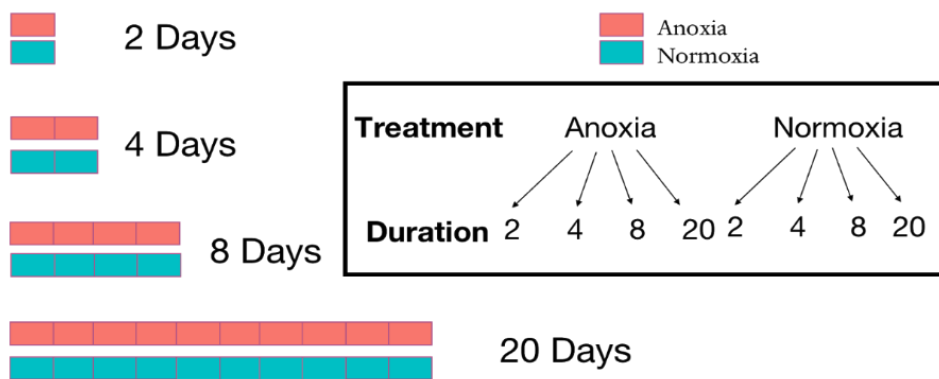 2 Days
Anoxia
Normoxia
4 Days
Treatment Anoxia Normoxia
8 Days
Duration 2 4 8 20 2 4 8 20
20 Days